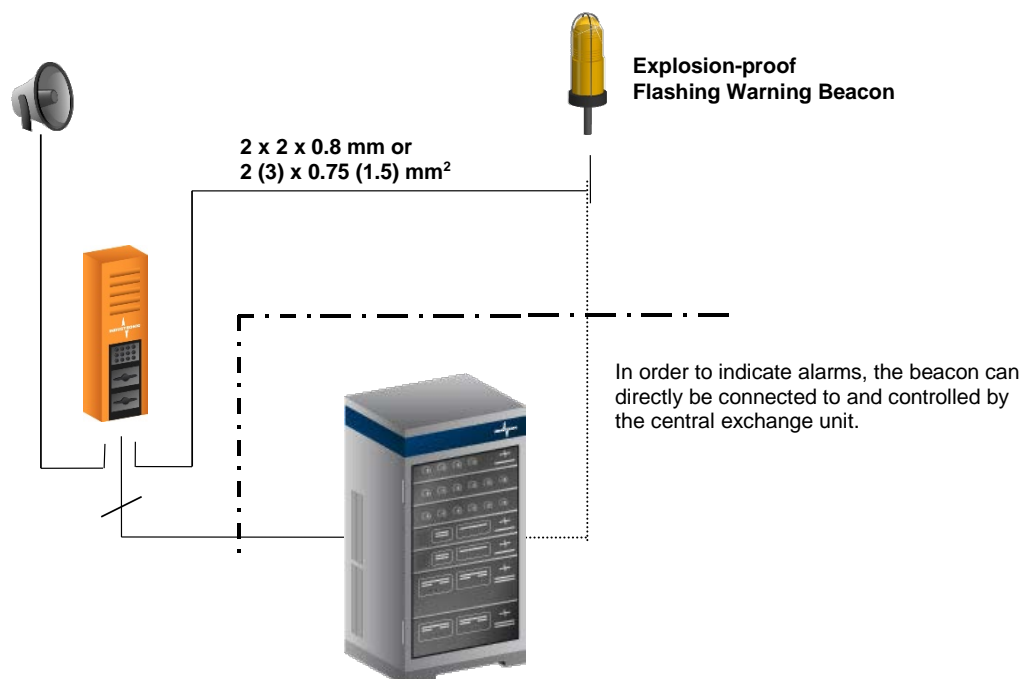 Explosion-proof
Flashing Warning Beacon
2 x 2 x 0.8 mm or
2 (3) x 0.75 (1.5) mm²
In order to indicate alarms, the beacon can
directly be connected to and controlled by
the central exchange unit.